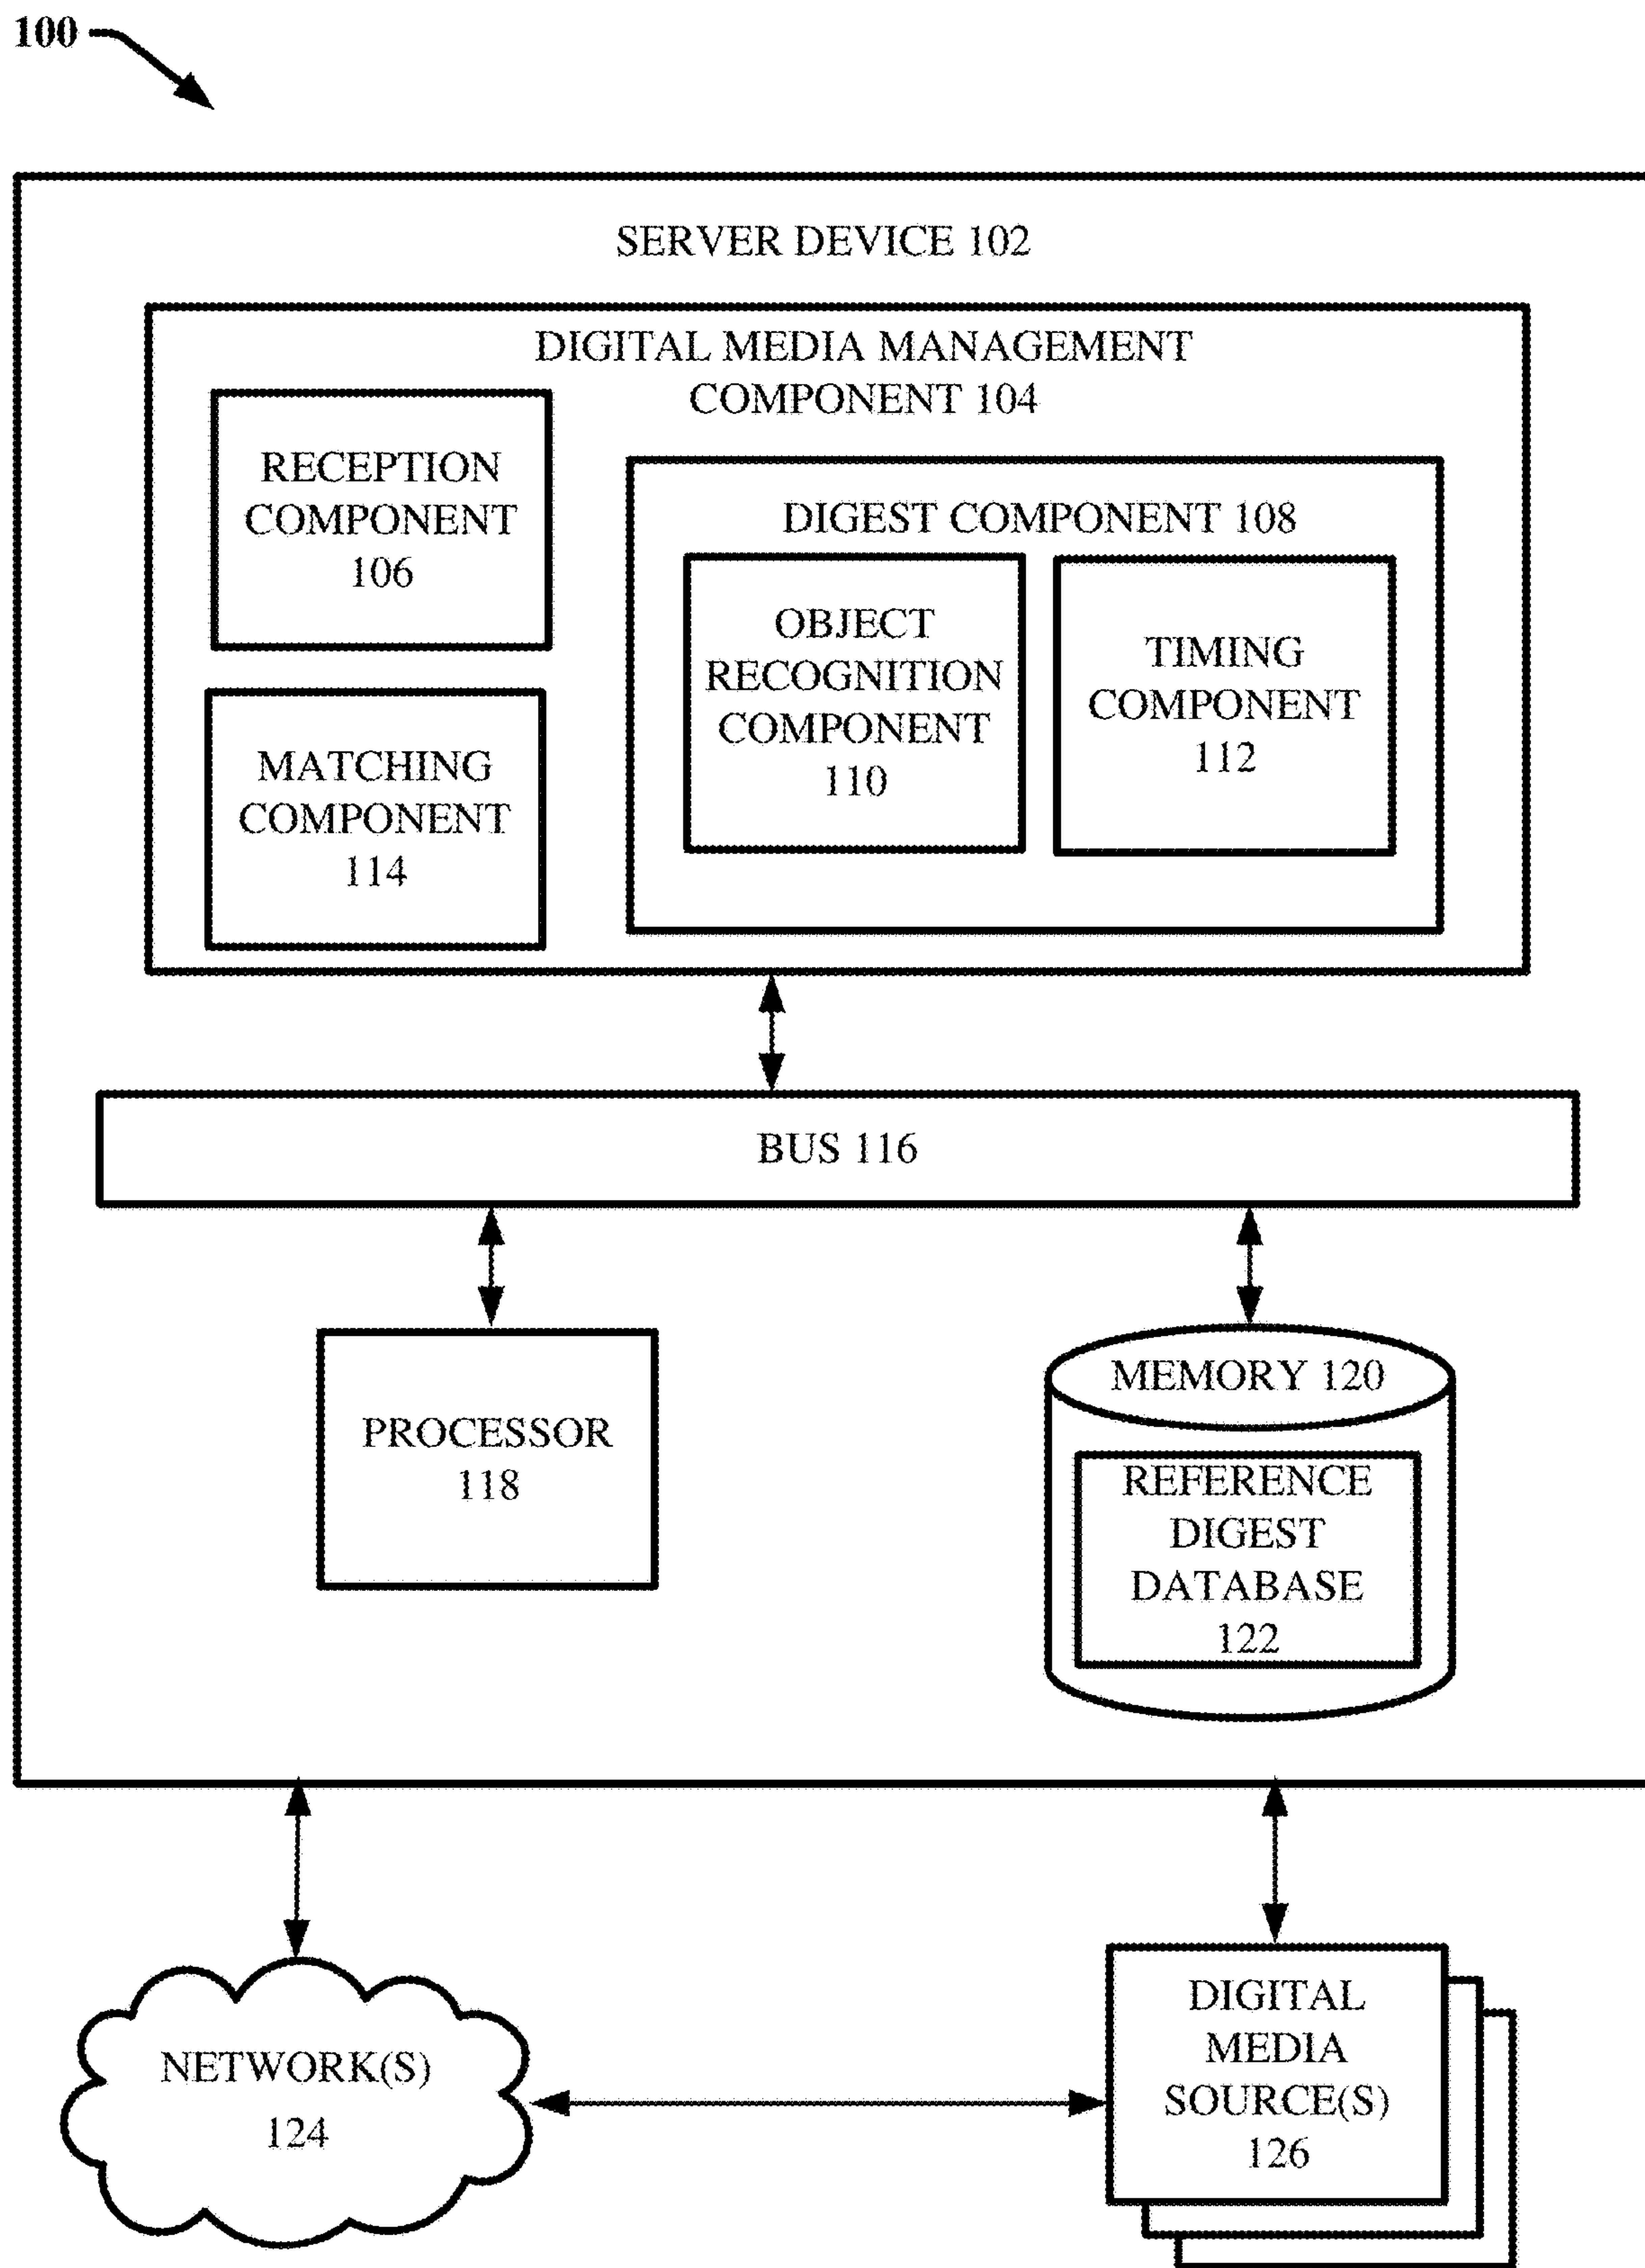 100
SERVER DEVICE 102
DIGITAL MEDIA MANAGEMENT
COMPONENT 104
RECEPTION
COMPONENT
106
DIGEST COMPONENT 108
OBJECT
RECOGNITION
COMPONENT
110
TIMING
COMPONENT
112
MATCHING
COMPONENT
114
BUS 116
PROCESSOR
118
MEMORY 120
REFERENCE
DIGEST
DATABASE
122
NETWORK(S)
124
DIGITAL
MEDIA
SOURCE(S)
126